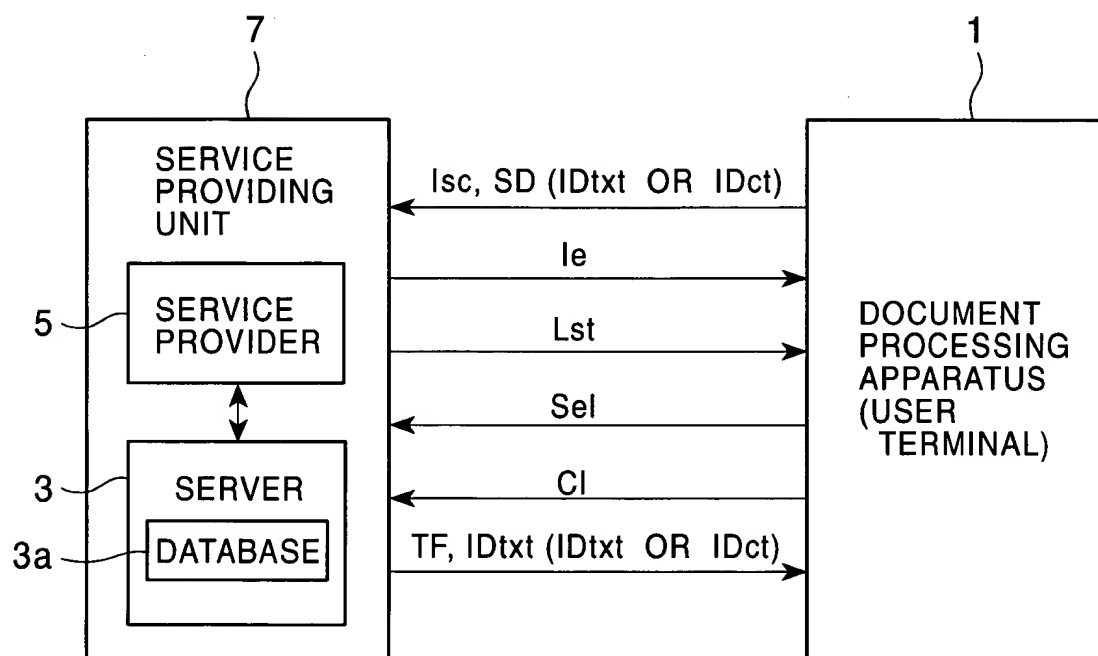 7
1
SERVICE
PROVIDING
UNIT
Isc, SD (IDtxt OR IDct)
Ie
5
SERVICE
PROVIDER
Lst
DOCUMENT
PROCESSING
APPARATUS
(USER
TERMINAL)
Sel
3
SERVER
CI
3a
DATABASE
TF, IDtxt (IDtxt OR IDct)